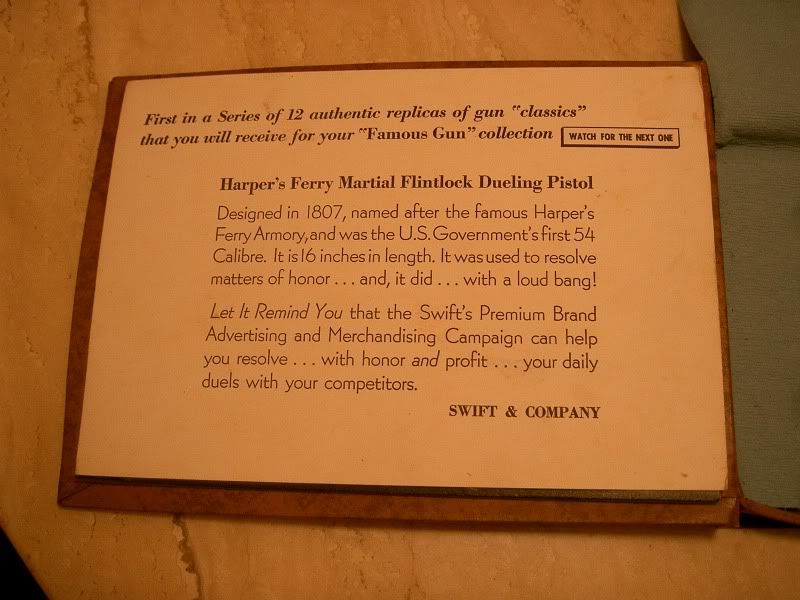 First in a Series of 12 authentic replicas of gun "classics"
that you will receive for your "Famous Gun" collection WATCH FOR THE NEXT ONE
Harper's Ferry Martial Flintlock Dueling Pistol
Designed in 1807, named after the famous Harper's
Ferry Armory, and was the U.S. Government's first 54
Calibre. It is 16 inches in length. It was used to resolve
matters of honor . . . and, it did . . . with a loud bang!
Let It Remind You that the Swift's Premium Brand
Advertising and Merchandising Campaign can help
you resolve . . . with honor and profit . . . your daily
duels with your competitors.
SWIFT & COMPANY